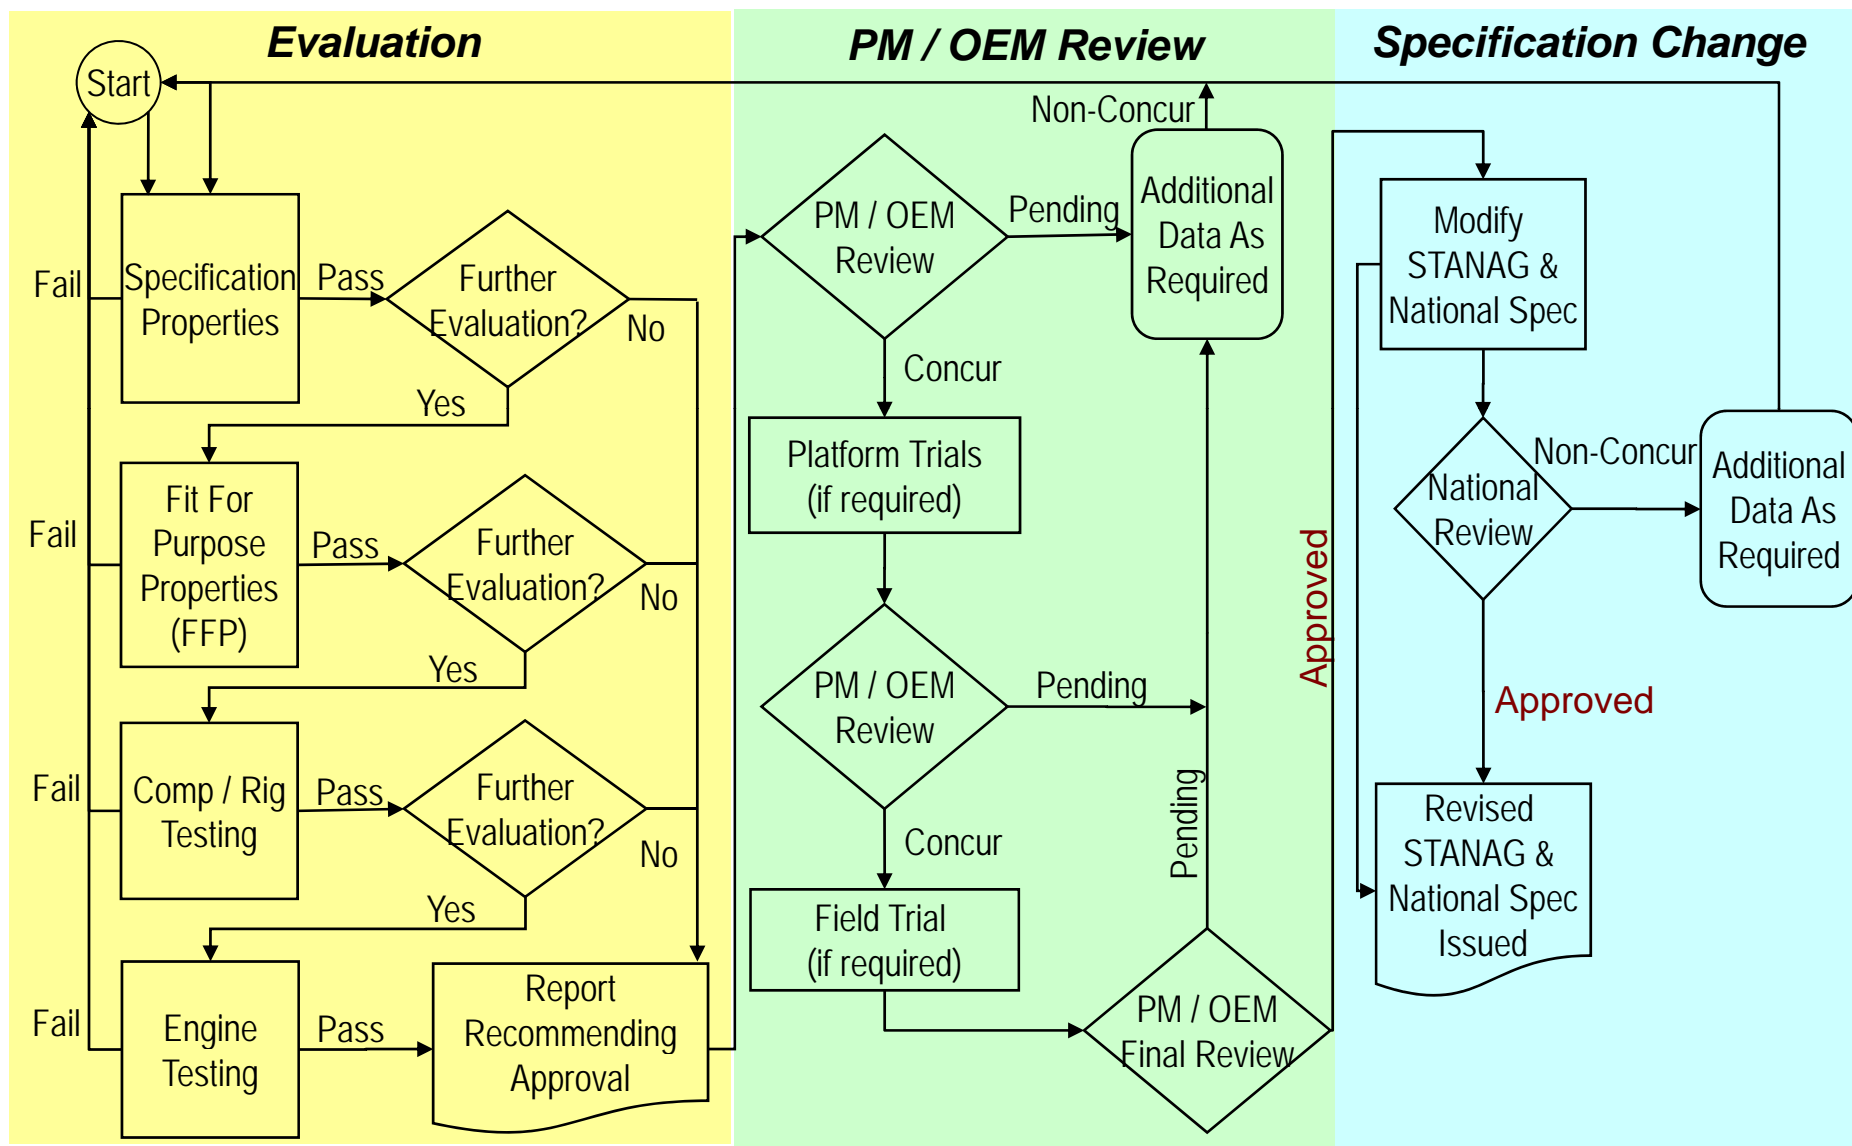 Evaluation
Start
Fail
Specification
Properties
Pass
Further
Evaluation?
No
Yes
Fail
Fit For
Purpose
Properties
(FFP)
Pass
Further
Evaluation?
No
Yes
Fail
Comp / Rig
Testing
Pass
Further
Evaluation?
No
Yes
Fail
Engine
Testing
Pass
Report
Recommending
Approval
PM / OEM Review
Non-Concur
PM / OEM
Review
Pending
Additional
Data As
Required
Concur
Platform Trials
(if required)
PM / OEM
Review
Pending
Concur
Pending
Field Trial
(if required)
PM / OEM
Final Review
Approved
Specification Change
Modify
STANAG &
National Spec
National
Review
Non-Concur
Additional
Data As
Required
Approved
Revised
STANAG &
National Spec
Issued